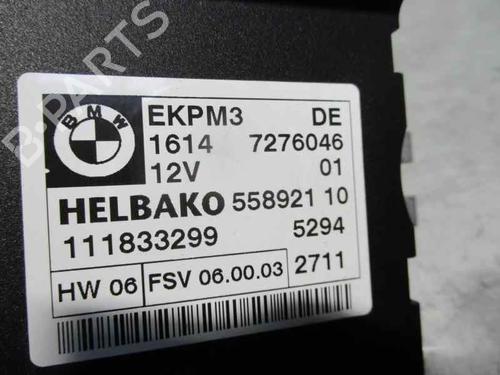 B-PARTS
BMW
EKPM3 DE
1614 7276046
12V 01
HELBAKO 558921 10
111833299 5294
HW 06 FSV 06.00.03 2711